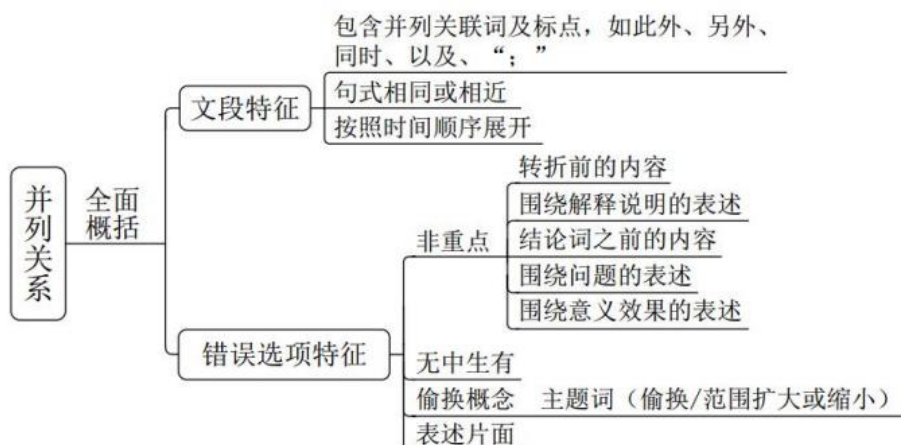 并列关系
全面
概括
文段特征
包含并列关联词及标点，如此外、另外、
同时、以及、“；”
句式相同或相近
按照时间顺序展开
错误选项特征
非重点
转折前的内容
围绕解释说明的表述
结论词之前的内容
围绕问题的表述
围绕意义效果的表述
无中生有
偷换概念　主题词（偷换/范围扩大或缩小）
表述片面